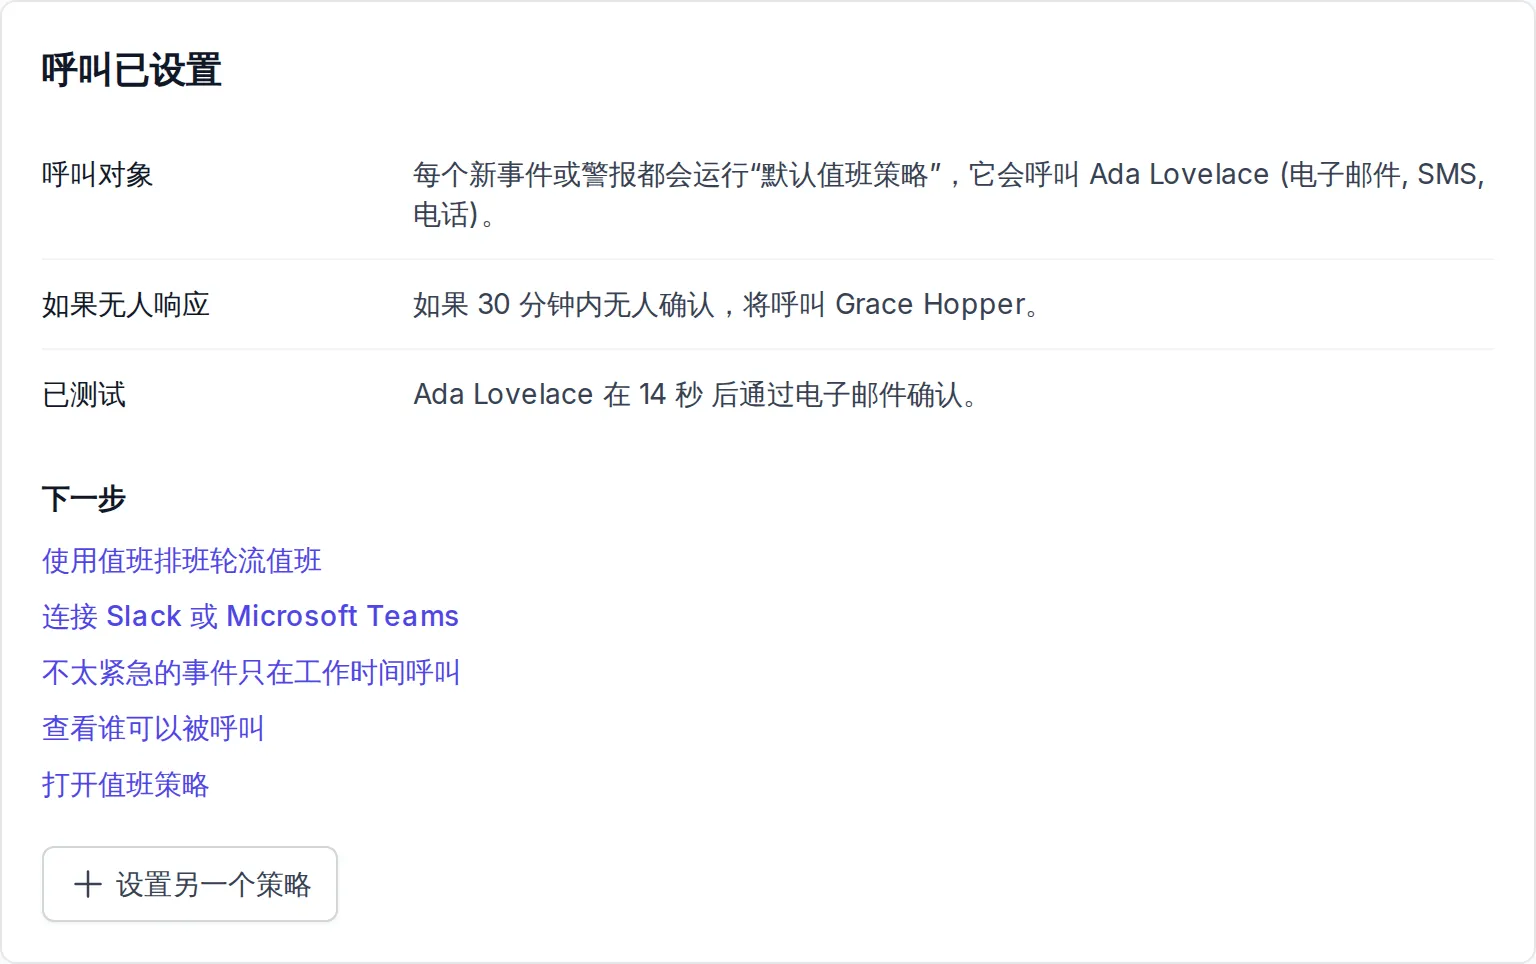 呼叫已设置
呼叫对象
每个新事件或警报都会运行“默认值班策略”，它会呼叫 Ada Lovelace (电子邮件, SMS,
电话)。
如果无人响应
如果 30 分钟内无人确认，将呼叫 Grace Hopper。
已测试
Ada Lovelace 在 14 秒 后通过电子邮件确认。
下一步
使用值班排班轮流值班
连接 Slack 或 Microsoft Teams
不太紧急的事件只在工作时间呼叫
查看谁可以被呼叫
打开值班策略
设置另一个策略